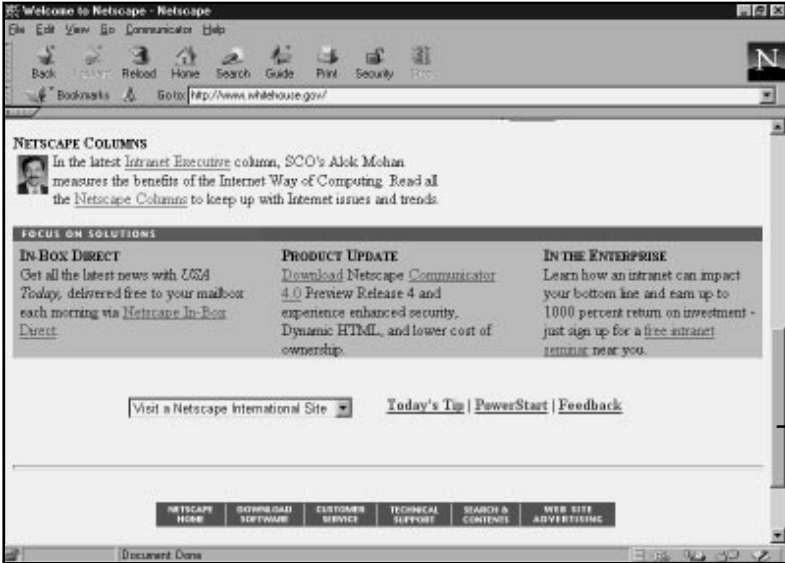 Welcome to Netscape - Netscape
File Edit View Go Communicator Help
Back Forward Reload Home Search Guide Print Security Stop
Bookmarks Go to: http://www.whitehouse.gov/
NETSCAPE COLUMNS
In the latest Intranet Executive column, SCO's Alok Mohan
measures the benefits of the Internet Way of Computing. Read all
the Netscape Columns to keep up with Internet issues and trends.
FOCUS ON SOLUTIONS
IN-BOX DIRECT
Get all the latest news with USA
Today, delivered free to your mailbox
each morning via Netscape In-Box
Direct.
PRODUCT UPDATE
Download Netscape Communicator
4.0 Preview Release 4 and
experience enhanced security,
Dynamic HTML, and lower cost of
ownership.
IN THE ENTERPRISE
Learn how an intranet can impact
your bottom line and earn up to
1000 percent return on investment -
just sign up for a free intranet
seminar near you.
Visit a Netscape International Site
Today's Tip | PowerStart | Feedback
NETSCAPE HOME
DOWNLOAD SOFTWARE
CUSTOMER SERVICE
TECHNICAL SUPPORT
SEARCH & CONTENTS
WEB SITE ADVERTISING
Document Done
N